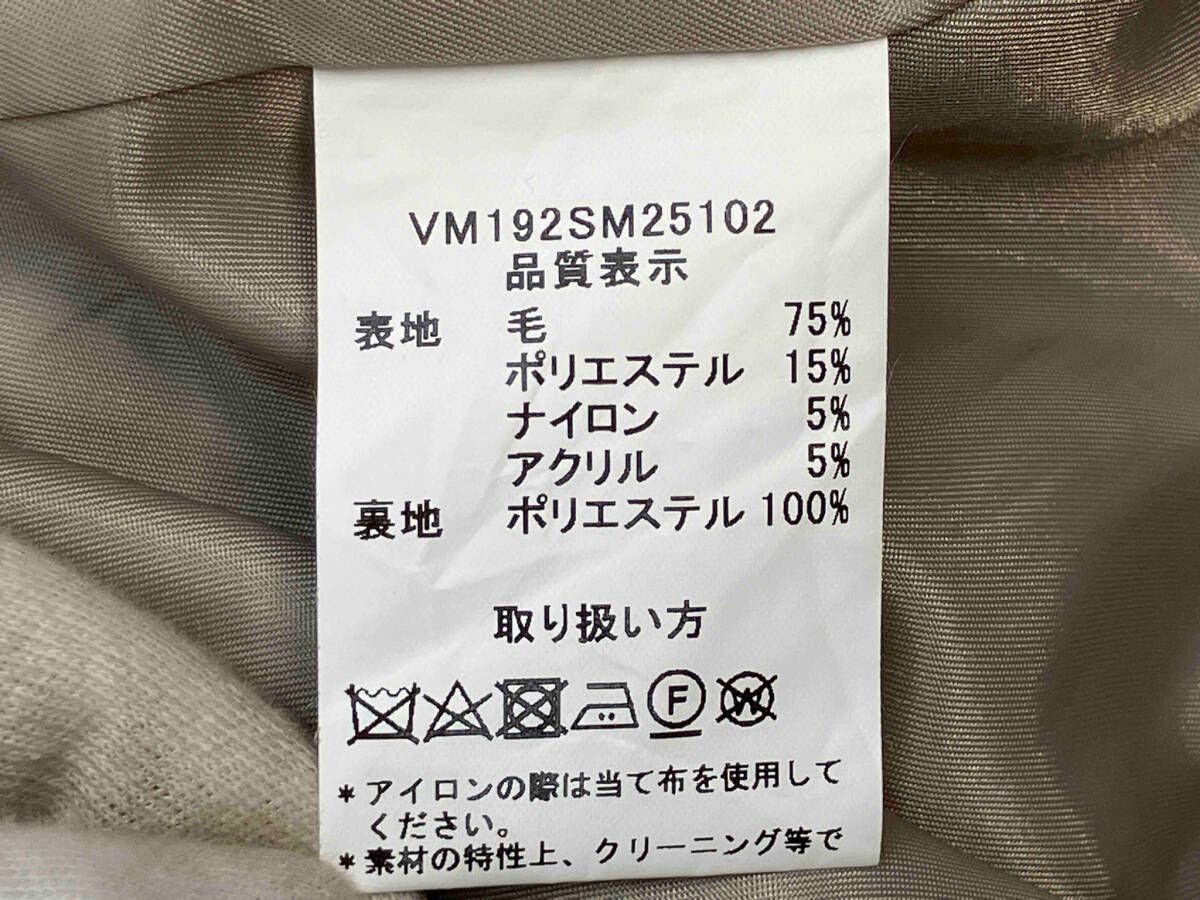 VM192SM25102
品質表示
表地 毛 75%
ポリエステル 15%
ナイロン 5%
アクリル 5%
裏地 ポリエステル 100%
取り扱い方
F W
*アイロンの際は当て布を使用して
ください。
*素材の特性上、クリーニング等で